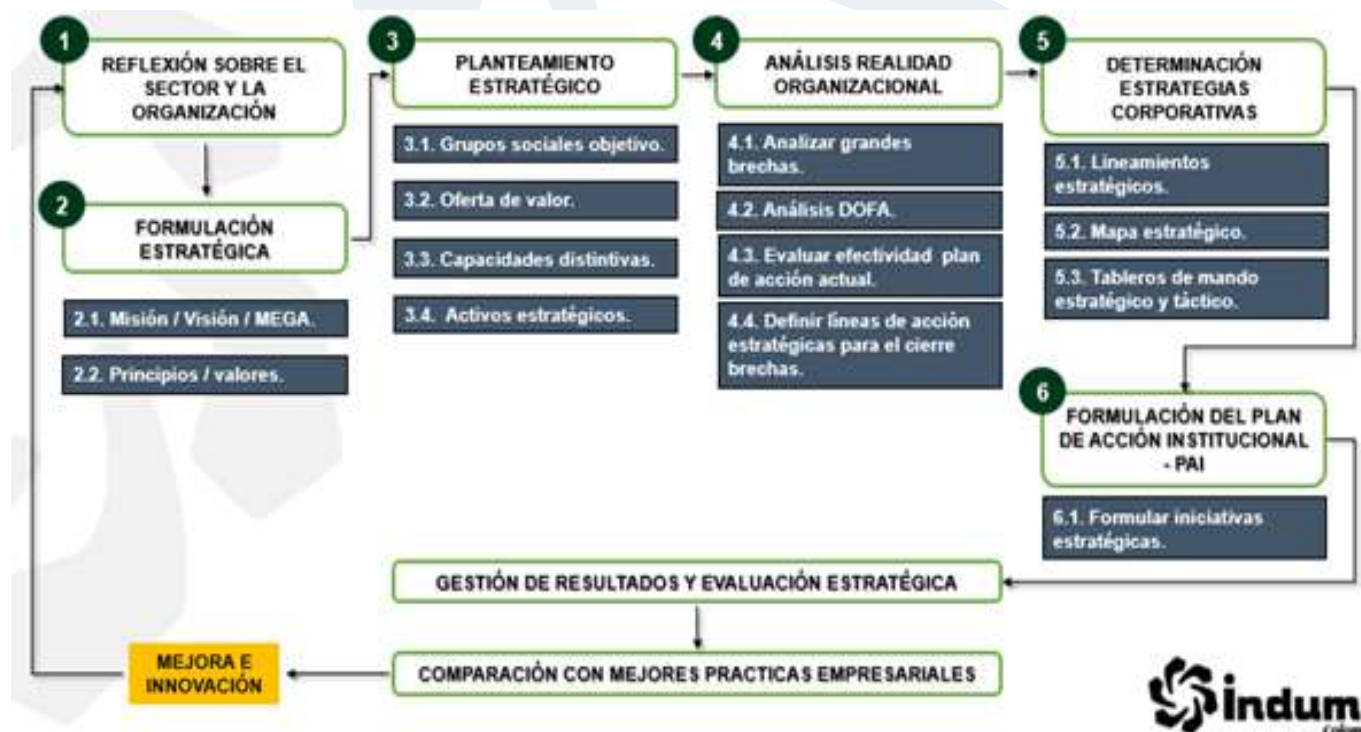 1
REFLEXIÓN SOBRE EL
SECTOR Y LA
ORGANIZACIÓN
2
FORMULACIÓN
ESTRATÉGICA
2.1. Misión / Visión / MEGA.
2.2. Principios / valores.
3
PLANTEAMIENTO
ESTRATÉGICO
3.1. Grupos sociales objetivo.
3.2. Oferta de valor.
3.3. Capacidades distintivas.
3.4. Activos estratégicos.
4
ANÁLISIS REALIDAD
ORGANIZACIONAL
4.1. Analizar grandes
brechas.
4.2. Análisis DOFA.
4.3. Evaluar efectividad plan
de acción actual.
4.4. Definir líneas de acción
estratégicas para el cierre
brechas.
5
DETERMINACIÓN
ESTRATEGIAS
CORPORATIVAS
5.1. Lineamientos
estratégicos.
5.2. Mapa estratégico.
5.3. Tableros de mando
estratégico y táctico.
6
FORMULACIÓN DEL PLAN
DE ACCIÓN INSTITUCIONAL
- PAI
6.1. Formular iniciativas
estratégicas.
GESTIÓN DE RESULTADOS Y EVALUACIÓN ESTRATÉGICA
COMPARACIÓN CON MEJORES PRACTICAS EMPRESARIALES
MEJORA E
INNOVACIÓN
indum